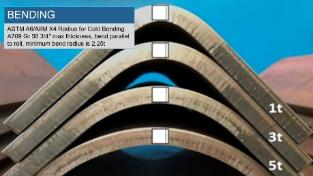 BENDING
ASTM A6/A6M X4 Radius for Cold Bending
A709 Gr 50 3/4" max thickness, bend parallel
to roll, minimum bend radius is 2.25t
1t
3t
5t